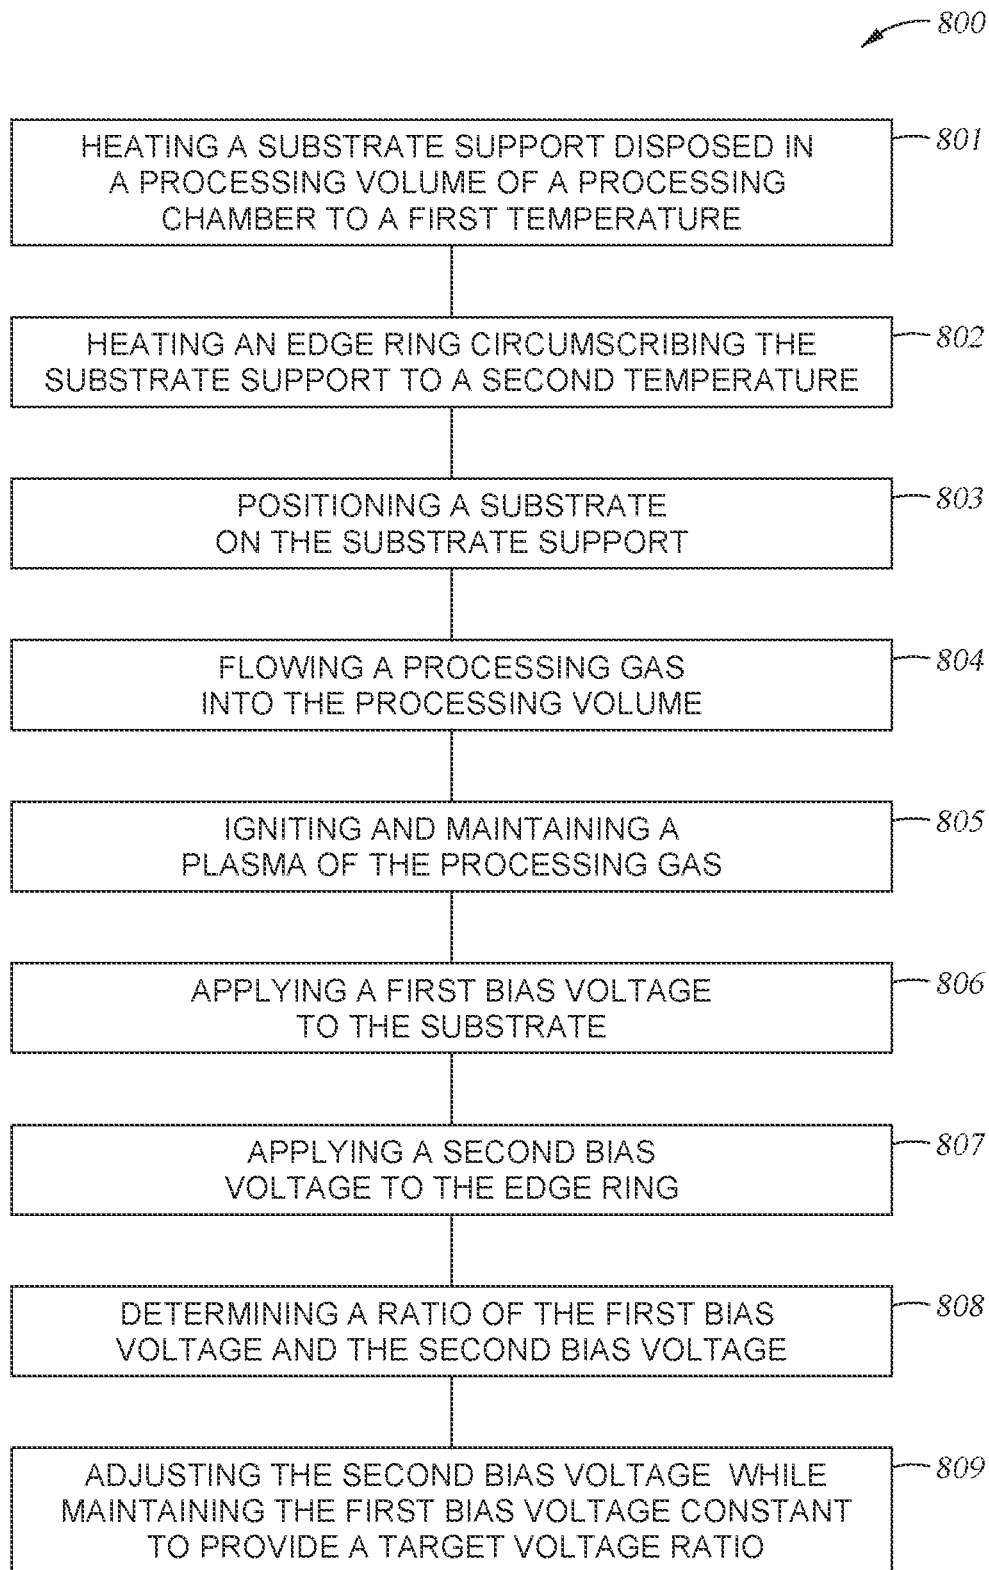 800
HEATING A SUBSTRATE SUPPORT DISPOSED IN
A PROCESSING VOLUME OF A PROCESSING
CHAMBER TO A FIRST TEMPERATURE
801
HEATING AN EDGE RING CIRCUMSCRIBING THE
SUBSTRATE SUPPORT TO A SECOND TEMPERATURE
802
POSITIONING A SUBSTRATE
ON THE SUBSTRATE SUPPORT
803
FLOWING A PROCESSING GAS
INTO THE PROCESSING VOLUME
804
IGNITING AND MAINTAINING A
PLASMA OF THE PROCESSING GAS
805
APPLYING A FIRST BIAS VOLTAGE
TO THE SUBSTRATE
806
APPLYING A SECOND BIAS
VOLTAGE TO THE EDGE RING
807
DETERMINING A RATIO OF THE FIRST BIAS
VOLTAGE AND THE SECOND BIAS VOLTAGE
808
ADJUSTING THE SECOND BIAS VOLTAGE WHILE
MAINTAINING THE FIRST BIAS VOLTAGE CONSTANT
TO PROVIDE A TARGET VOLTAGE RATIO
809